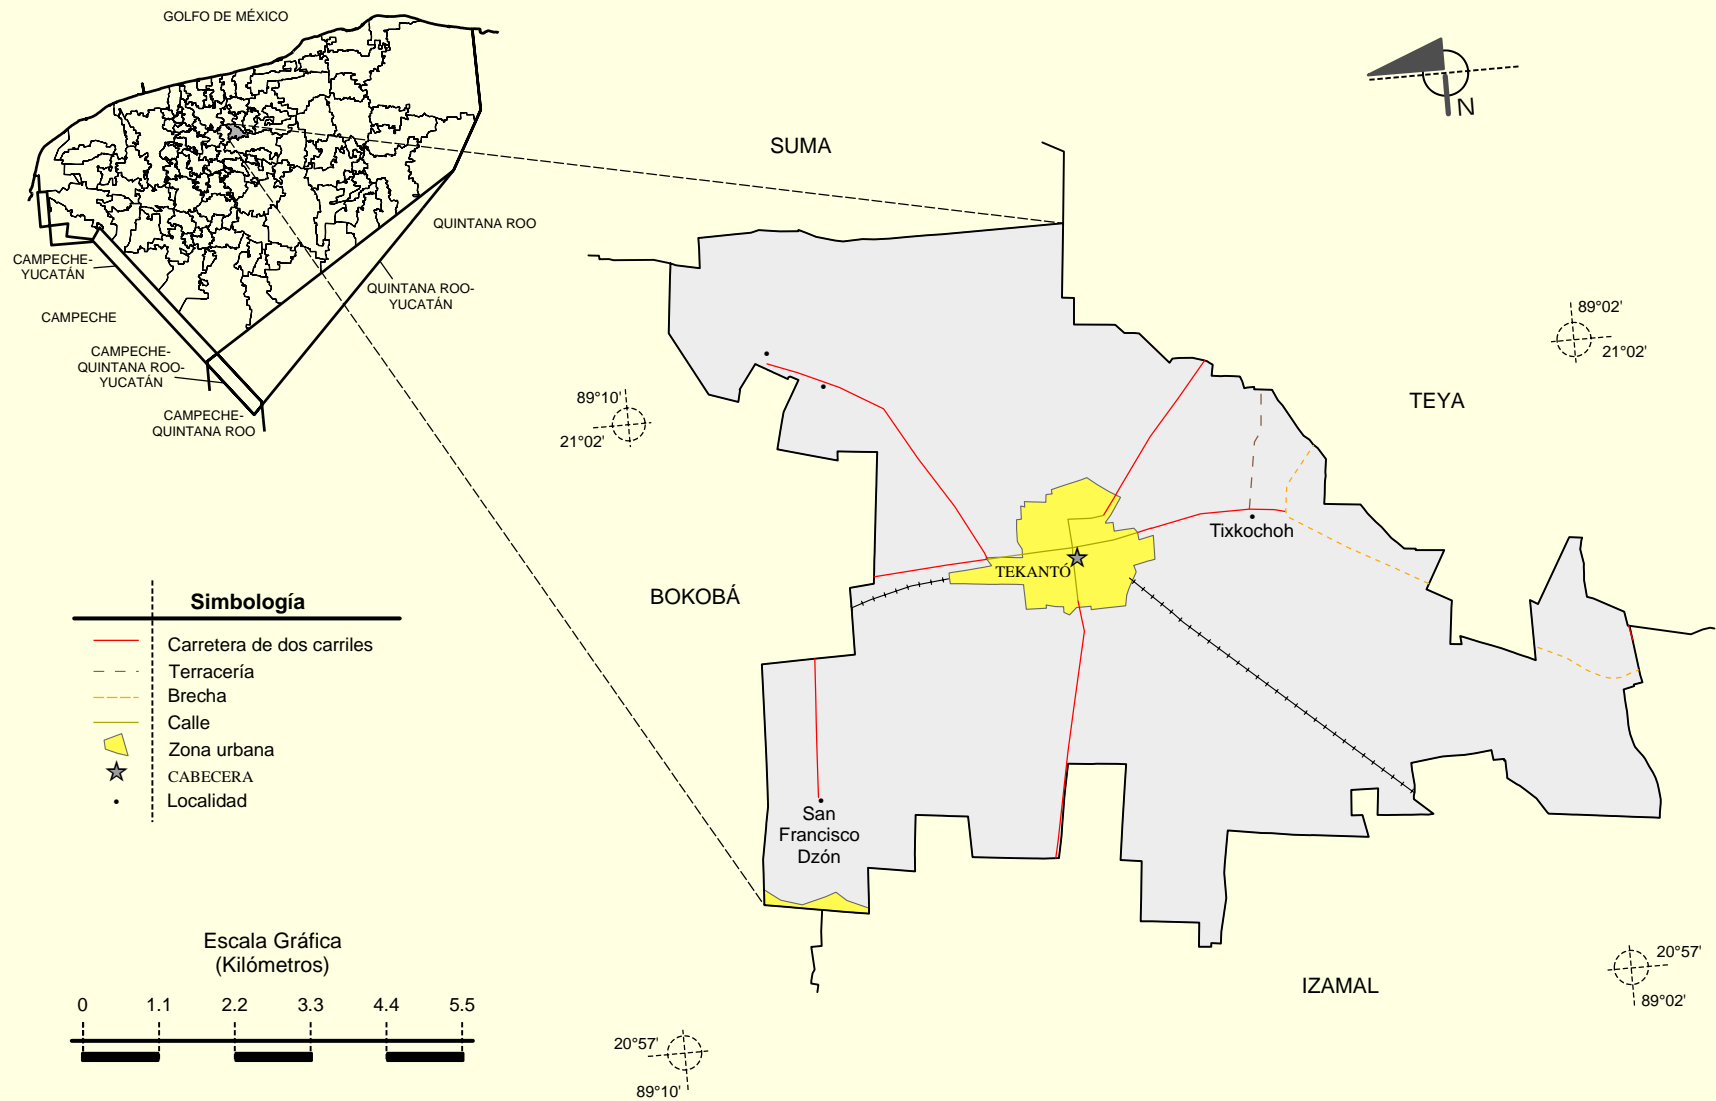 GOLFO DE MÉXICO
QUINTANA ROO
CAMPECHE-
YUCATÁN
QUINTANA ROO-
YUCATÁN
CAMPECHE
CAMPECHE-
QUINTANA ROO-
YUCATÁN
CAMPECHE-
QUINTANA ROO
N
SUMA
89°02'
21°02'
89°10'
21°02'
TEYA
Tixkochoh
TEKANTÓ
BOKOBÁ
San
Francisco
Dzón
IZAMAL
20°57'
89°02'
20°57'
89°10'
Simbología
Carretera de dos carriles
Terracería
Brecha
Calle
Zona urbana
CABECERA
Localidad
Escala Gráfica
(Kilómetros)
0 1.1 2.2 3.3 4.4 5.5